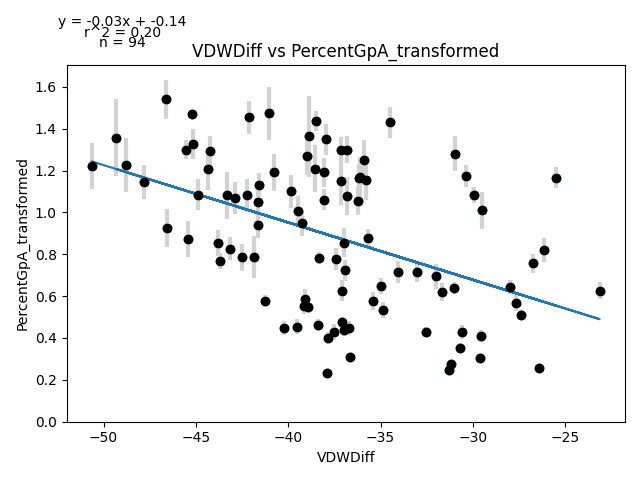 y = -0.03x + -0.14
r^2 = 0.20
n = 94
VDWDiff vs PercentGpA_transformed
1.6
1.4
1.2
1.0
0.8
0.6
0.4
0.2
0.0
PercentGpA_transformed
−50
−45
−40
−35
−30
−25
VDWDiff